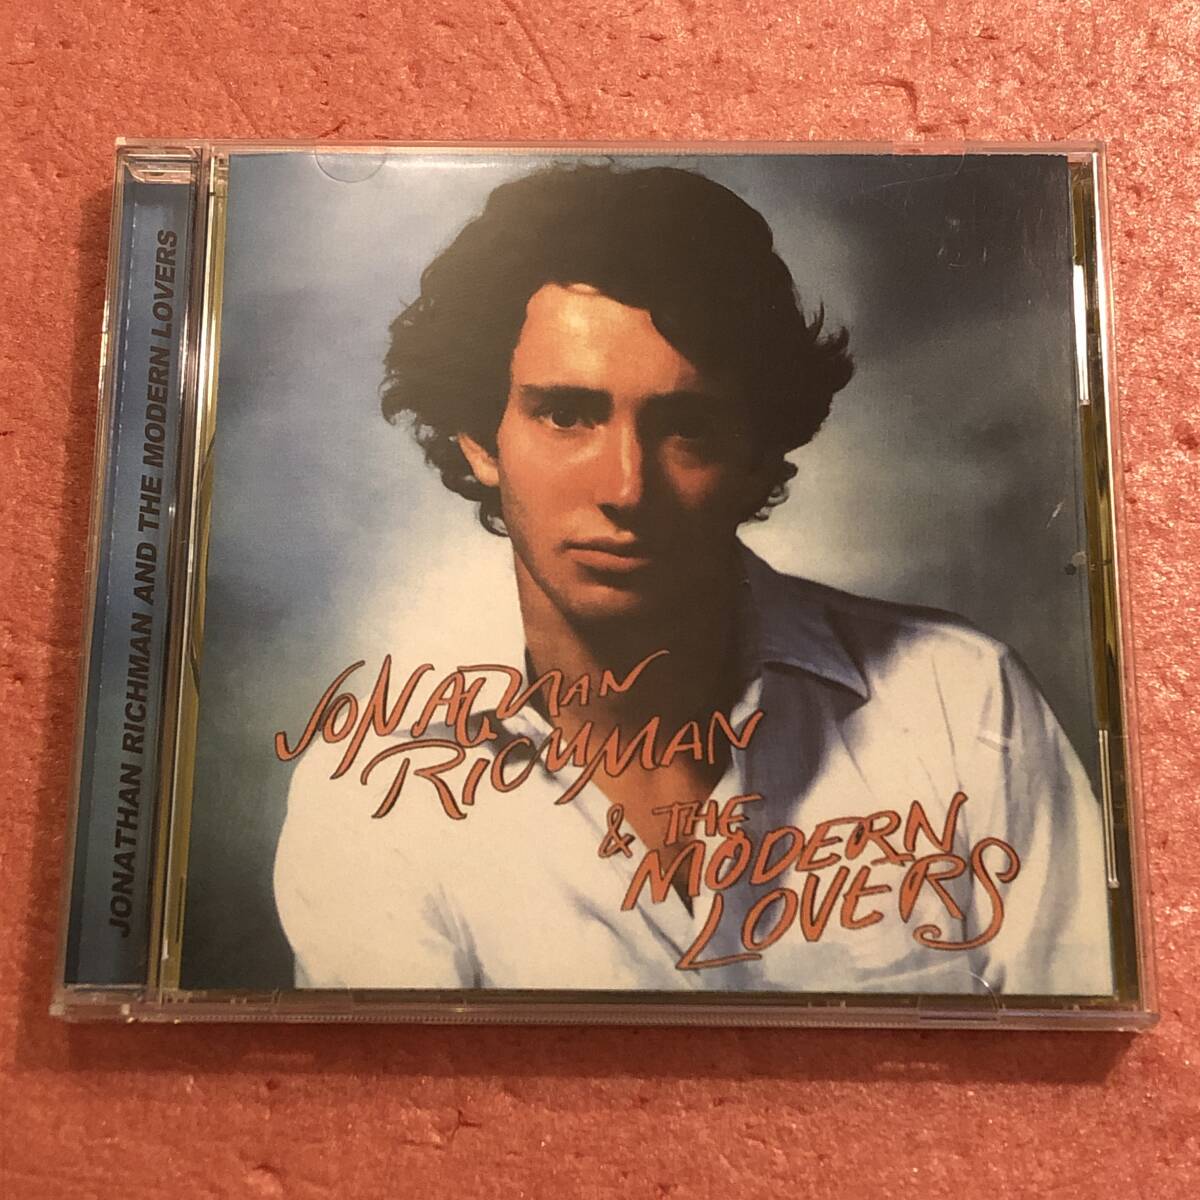 JONATHAN RICHMAN AND THE MODERN LOVERS
JONATHAN
RICHMAN
& THE
MODERN
LOVERS